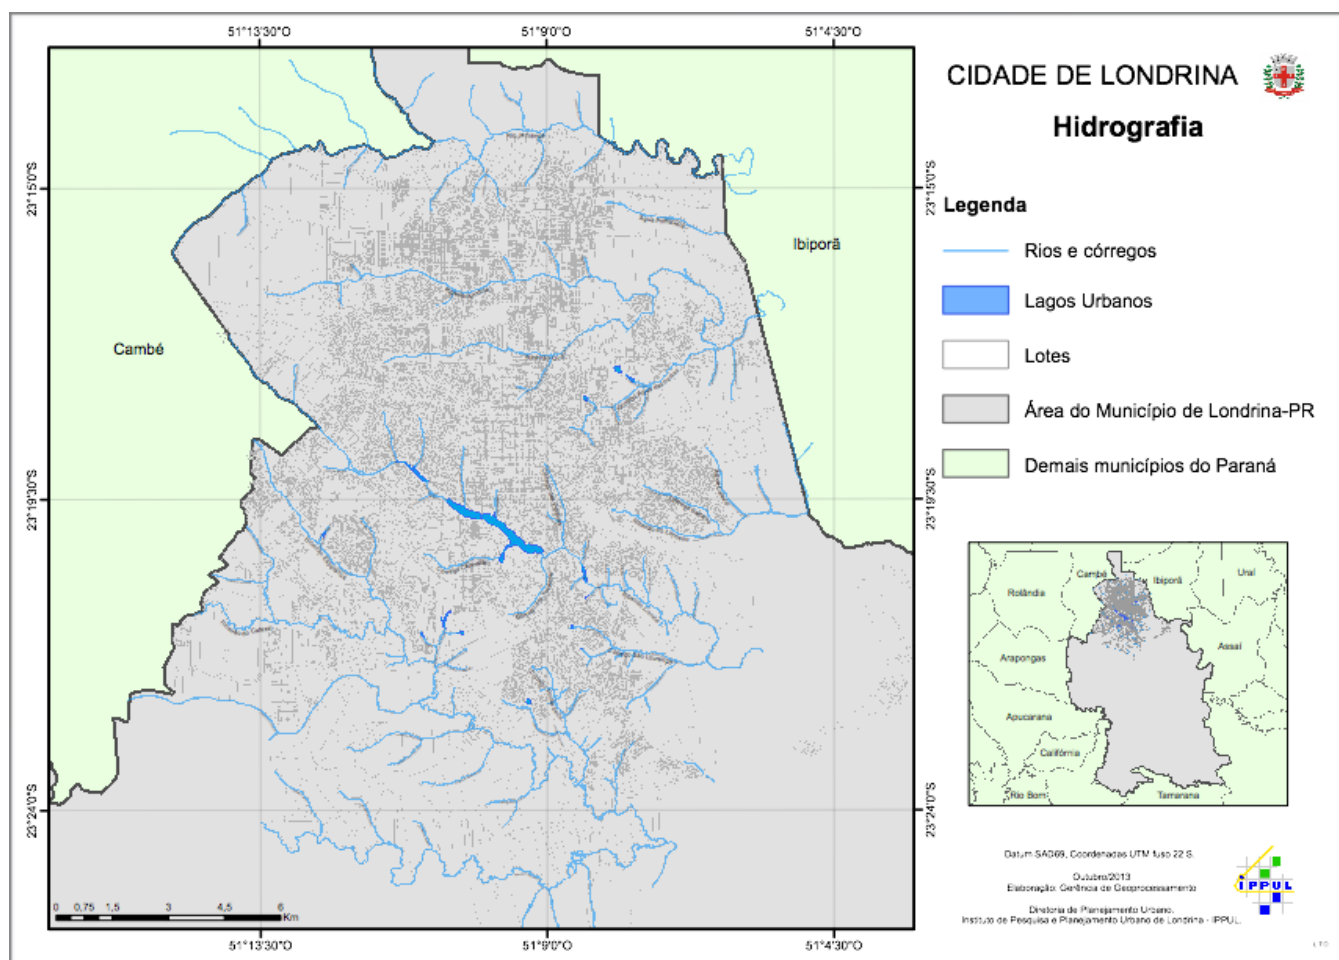 51°13'30"O
51°9'0"O
51°4'30"O
CIDADE DE LONDRINA
Hidrografia
23°15'0"S
23°15'0"S
Legenda
Ibiporã
Rios e córregos
Lagos Urbanos
Cambé
Lotes
Área do Município de Londrina-PR
Demais municípios do Paraná
23°19'30"S
23°19'30"S
Cambé
Ibiporã
Uraí
Rolândia
Assaí
Arapongas
Apucarana
Califórnia
Rio Bom
Tamarana
23°24'0"S
23°24'0"S
Datum SAD69, Coordenadas UTM fuso 22 S.
Outubro/2013
Elaboração: Gerência de Geoprocessamento
Diretoria de Planejamento Urbano.
Instituto de Pesquisa e Planejamento Urbano de Londrina - IPPUL.
IPPUL
0 0,75 1,5 3 4,5 6
Km
51°13'30"O
51°9'0"O
51°4'30"O